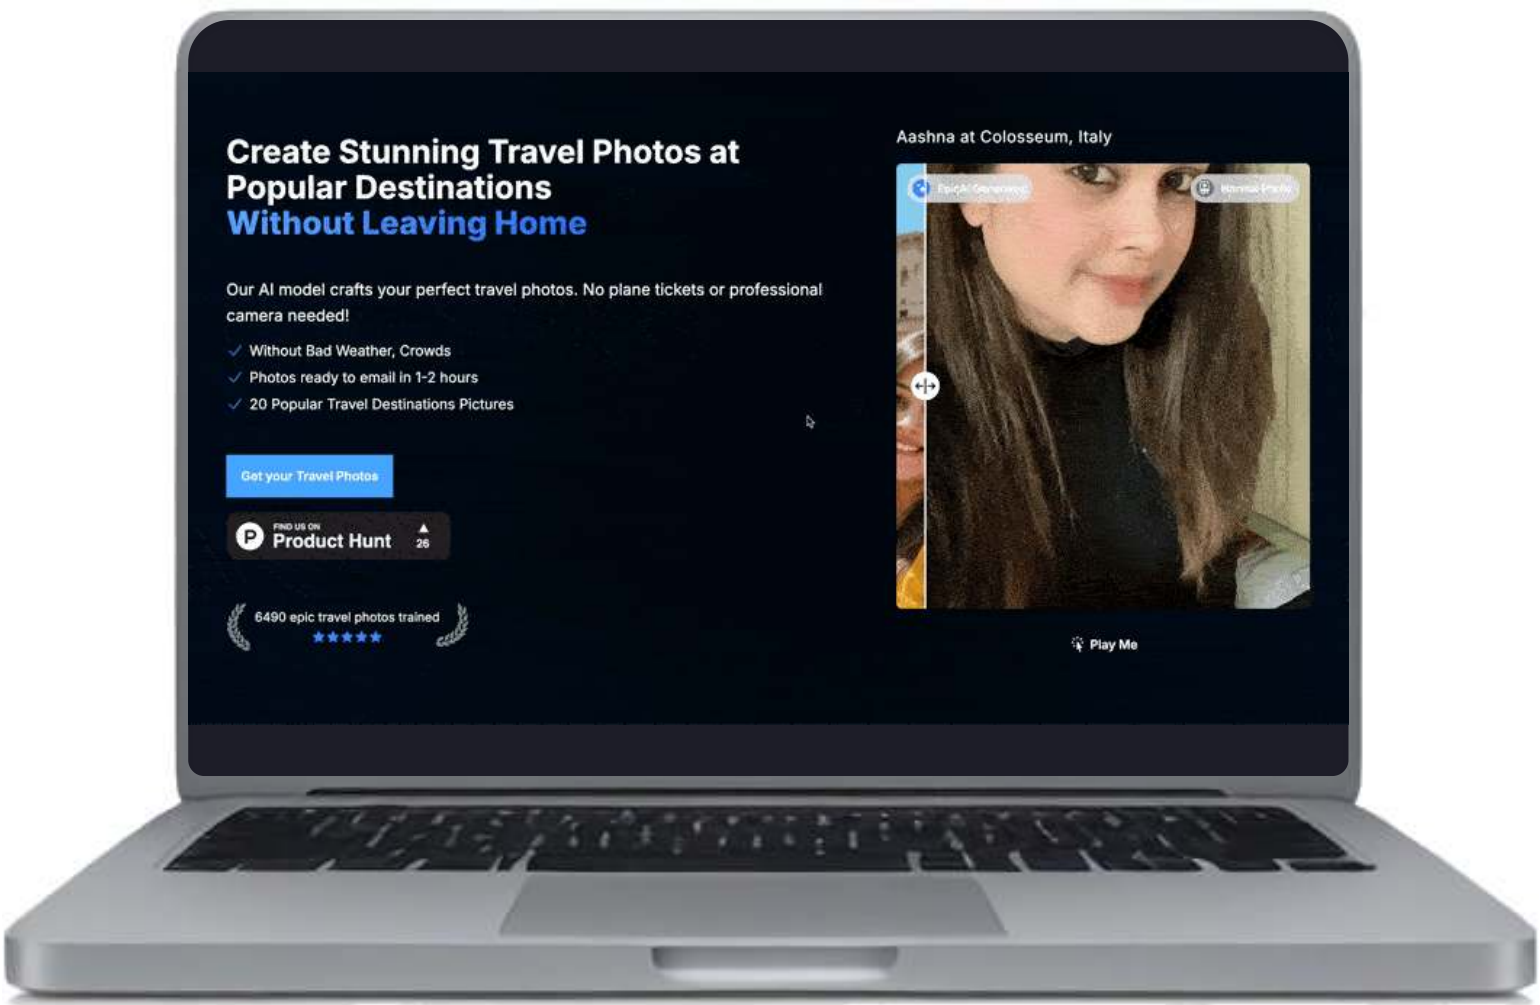 Create Stunning Travel Photos at
Popular Destinations
Without Leaving Home
Our AI model crafts your perfect travel photos. No plane tickets or professional
camera needed!
Without Bad Weather, Crowds
Photos ready to email in 1-2 hours
20 Popular Travel Destinations Pictures
Get your Travel Photos
FIND US ON
Product Hunt
26
6490 epic travel photos trained
Aashna at Colosseum, Italy
Normal Photo
Play Me